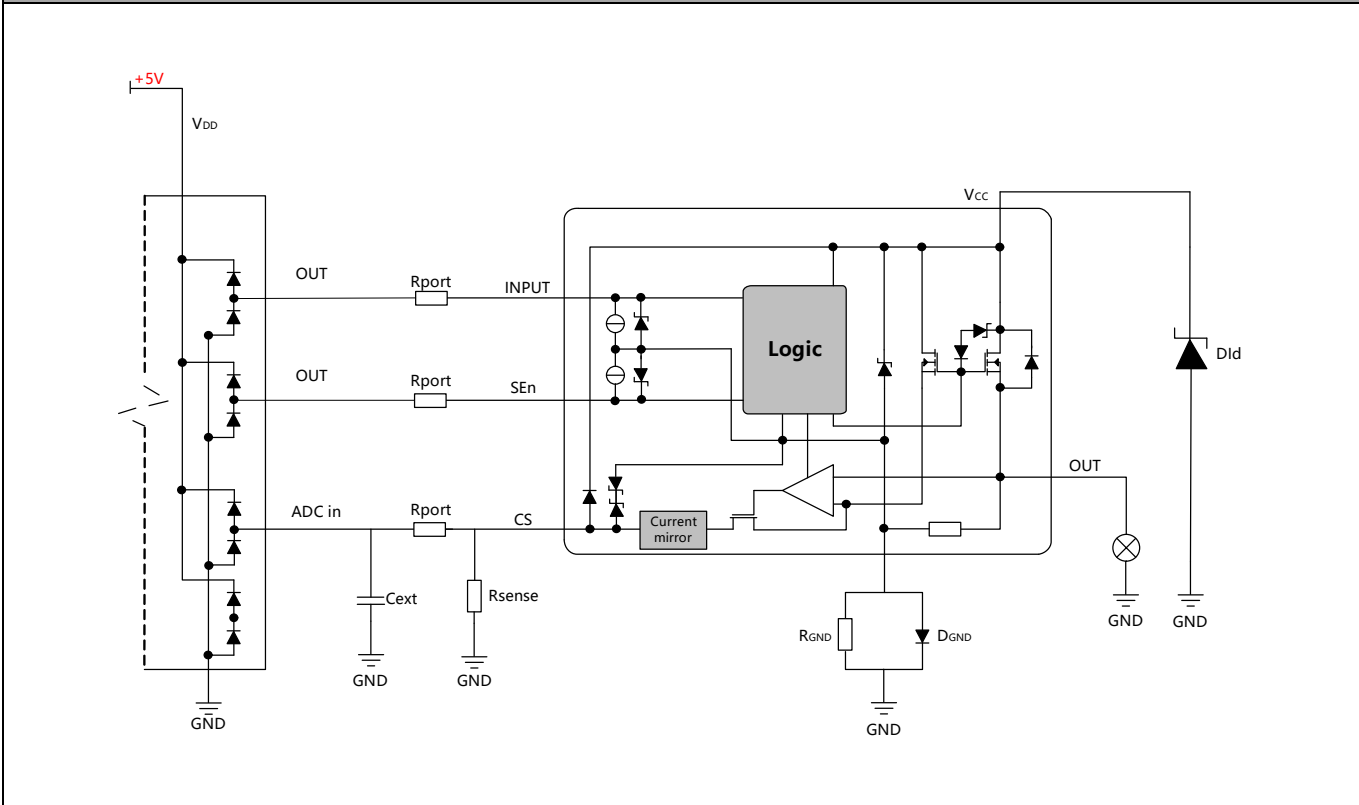 +5V
VDD
VCC
OUT
Rport
INPUT
Logic
DId
OUT
Rport
SEn
OUT
ADC in
Rport
CS
Current
mirror
Cext
Rsense
RGND
DGND
GND
GND
GND
GND
GND
GND